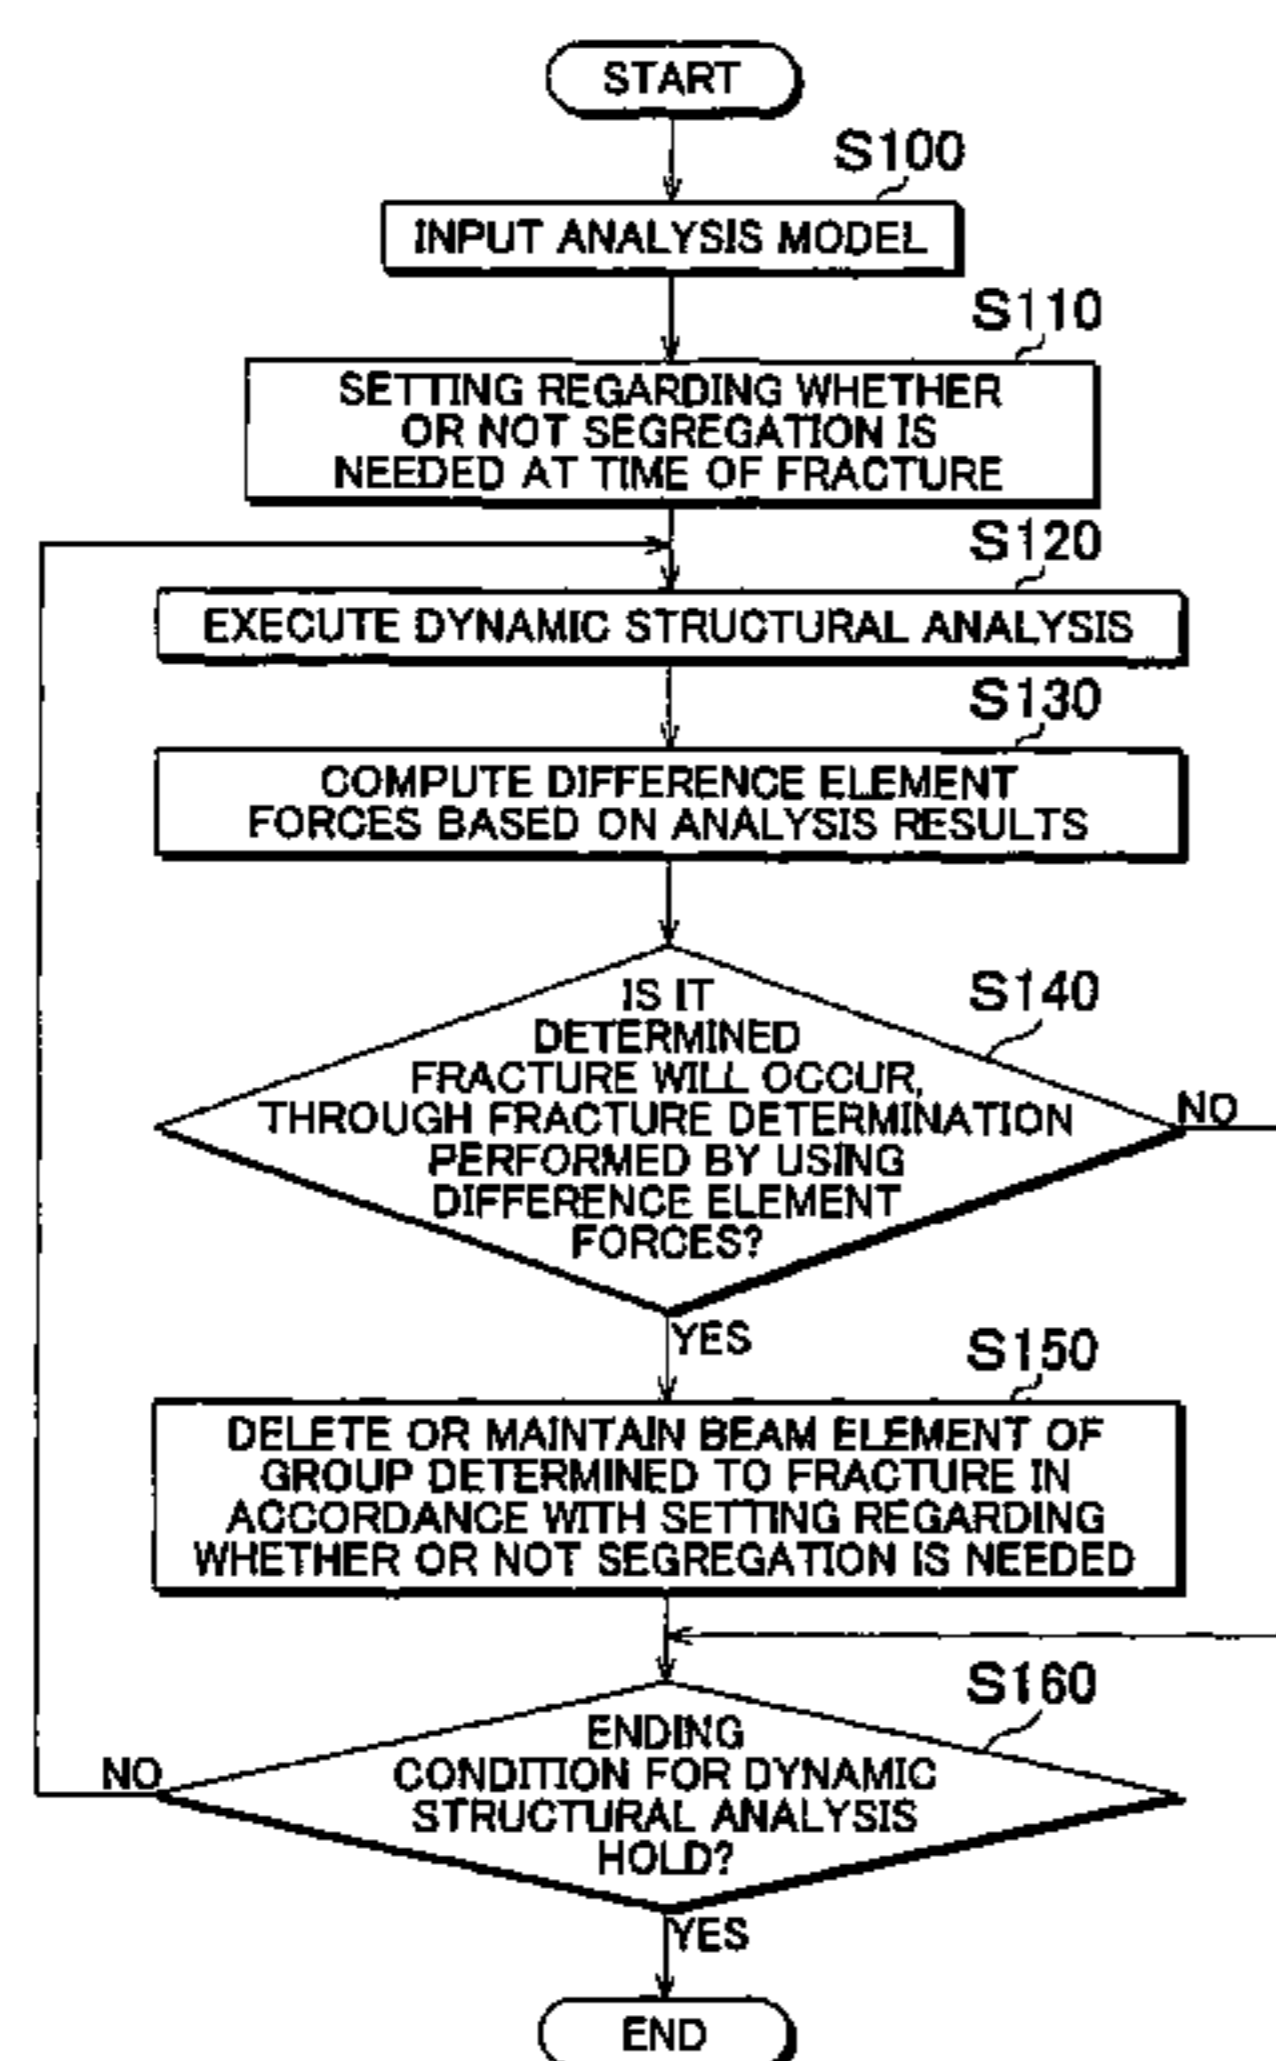 START
S100
INPUT ANALYSIS MODEL
S110
SETTING REGARDING WHETHER
OR NOT SEGREGATION IS
NEEDED AT TIME OF FRACTURE
S120
EXECUTE DYNAMIC STRUCTURAL ANALYSIS
S130
COMPUTE DIFFERENCE ELEMENT
FORCES BASED ON ANALYSIS RESULTS
S140
IS IT
DETERMINED
FRACTURE WILL OCCUR,
THROUGH FRACTURE DETERMINATION
PERFORMED BY USING
DIFFERENCE ELEMENT
FORCES?
NO
YES
S150
DELETE OR MAINTAIN BEAM ELEMENT OF
GROUP DETERMINED TO FRACTURE IN
ACCORDANCE WITH SETTING REGARDING
WHETHER OR NOT SEGREGATION IS NEEDED
S160
ENDING
CONDITION FOR DYNAMIC
STRUCTURAL ANALYSIS
HOLD?
NO
YES
END